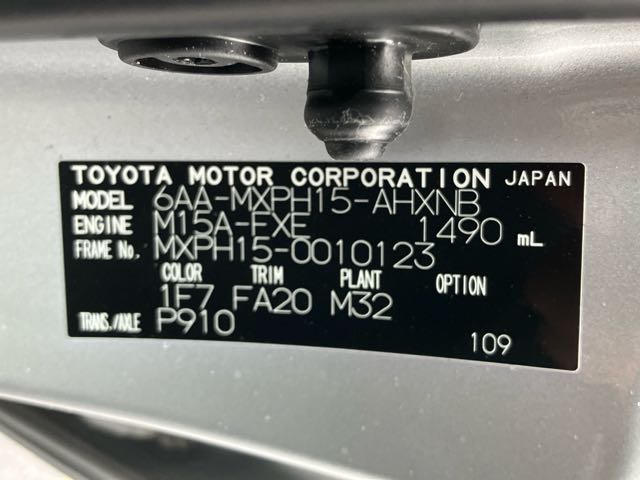 TOYOTA MOTOR CORPORATION JAPAN
MODEL 6AA-MXPH15-AHXNB
ENGINE M15A-FXE 1490 mL
FRAME No. MXPH15-0010123
COLOR TRIM PLANT OPTION
1F7 FA20 M32
TRANS./AXLE P910
109